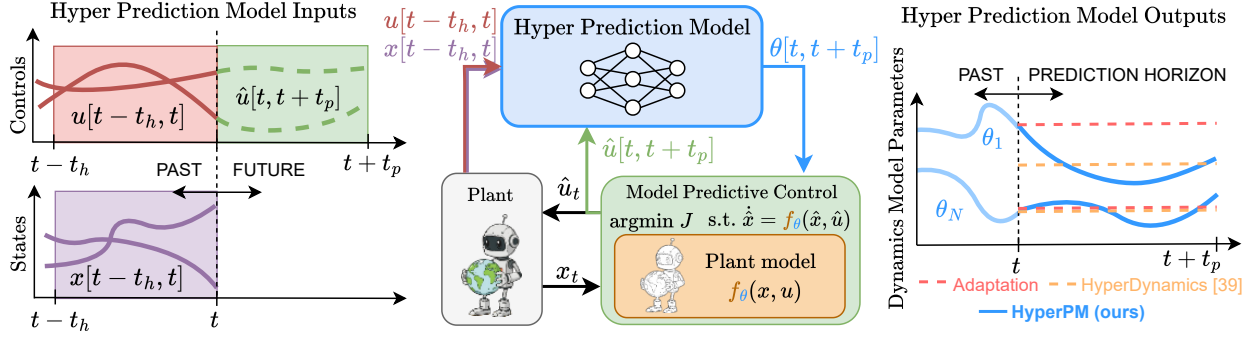 Hyper Prediction Model Inputs
Controls
u[t − t_h, t]
û[t, t + t_p]
t − t_h
t + t_p
PAST
FUTURE
States
x[t − t_h, t]
t − t_h
t
u[t − t_h, t]
x[t − t_h, t]
Hyper Prediction Model
θ[t, t + t_p]
û[t, t + t_p]
Plant
û_t
x_t
Model Predictive Control
argmin J s.t. \dot{\hat{x}} = f_θ(x̂, û)
Plant model
f_θ(x, u)
Hyper Prediction Model Outputs
Dynamics Model Parameters
PAST
PREDICTION HORIZON
θ_1
θ_N
t
t + t_p
Adaptation
HyperDynamics [39]
HyperPM (ours)